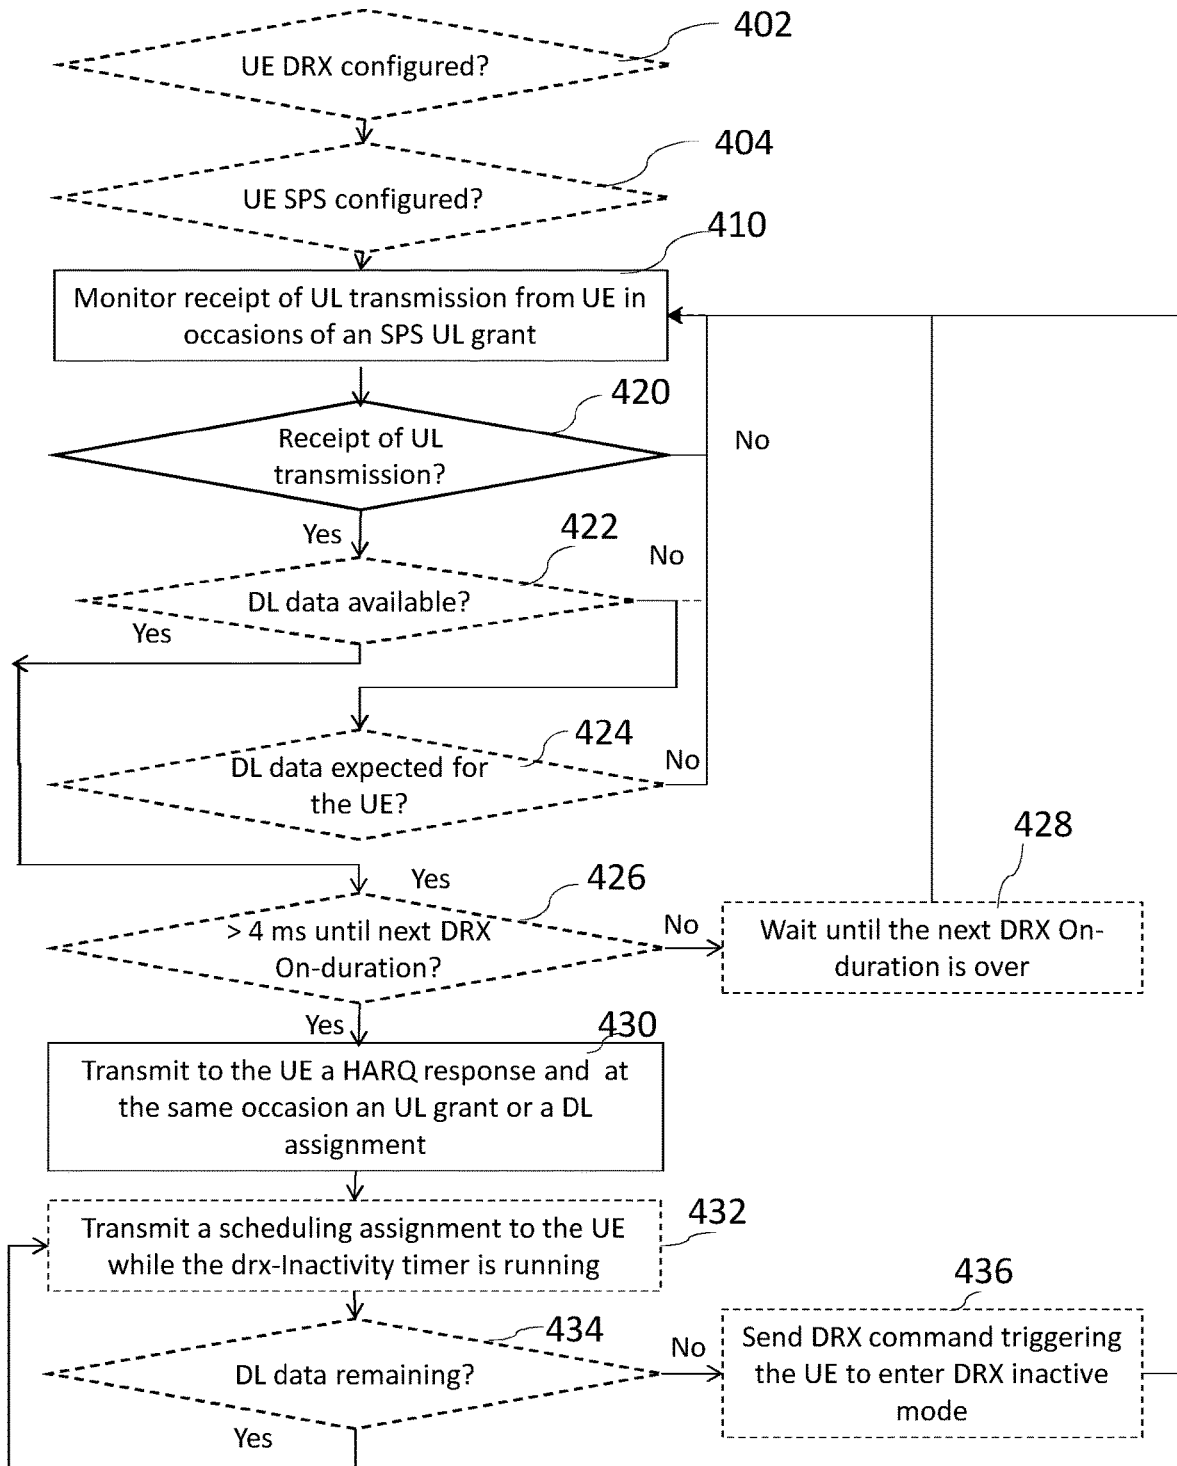 402
UE DRX configured?
404
UE SPS configured?
410
Monitor receipt of UL transmission from UE in
occasions of an SPS UL grant
420
Receipt of UL
transmission?
No
Yes
422
No
DL data available?
Yes
424
DL data expected for
the UE?
No
Yes
426
> 4 ms until next DRX
On-duration?
No
428
Wait until the next DRX On-
duration is over
Yes
430
Transmit to the UE a HARQ response and at
the same occasion an UL grant or a DL
assignment
Transmit a scheduling assignment to the UE
while the drx-Inactivity timer is running
432
434
DL data remaining?
No
436
Send DRX command triggering
the UE to enter DRX inactive
mode
Yes